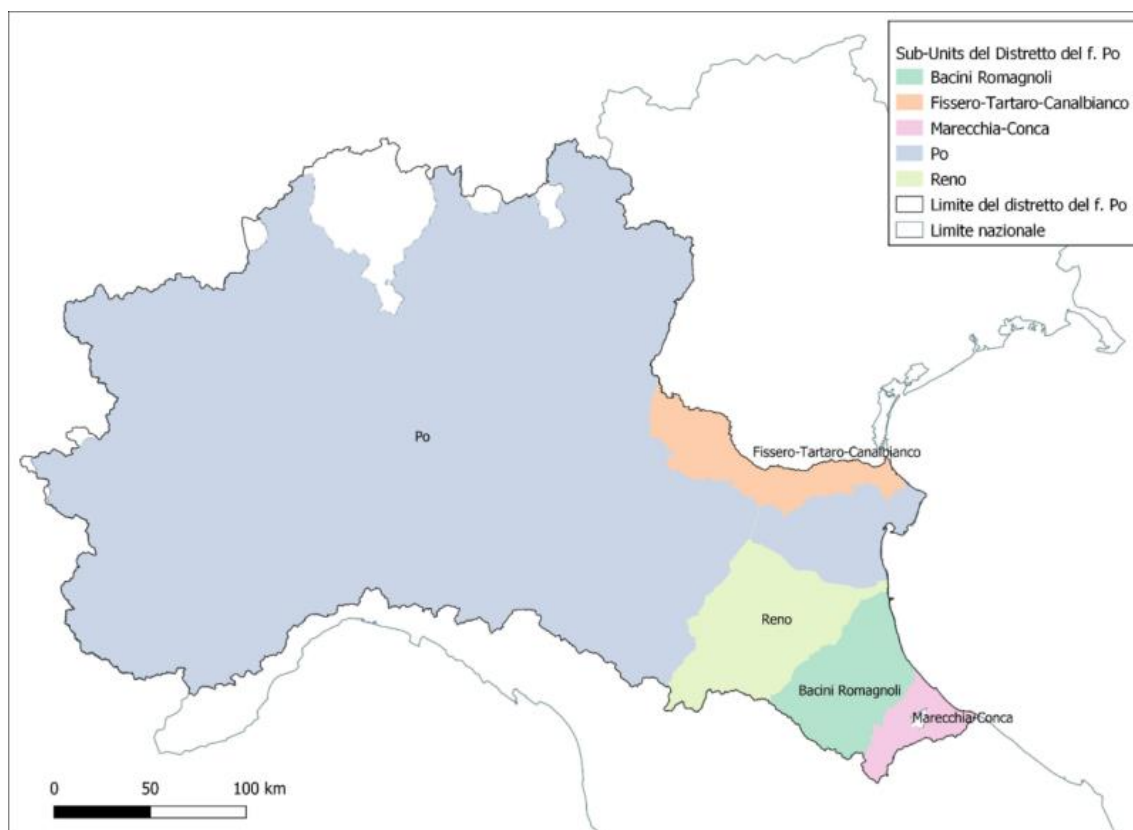 Sub-Units del Distretto del f. Po
Bacini Romagnoli
Fissero-Tartaro-Canalbianco
Marecchia-Conca
Po
Reno
Limite del distretto del f. Po
Limite nazionale
Po
Fissero-Tartaro-Canalbianco
Reno
Bacini Romagnoli
Marecchia-Conca
0 50 100 km